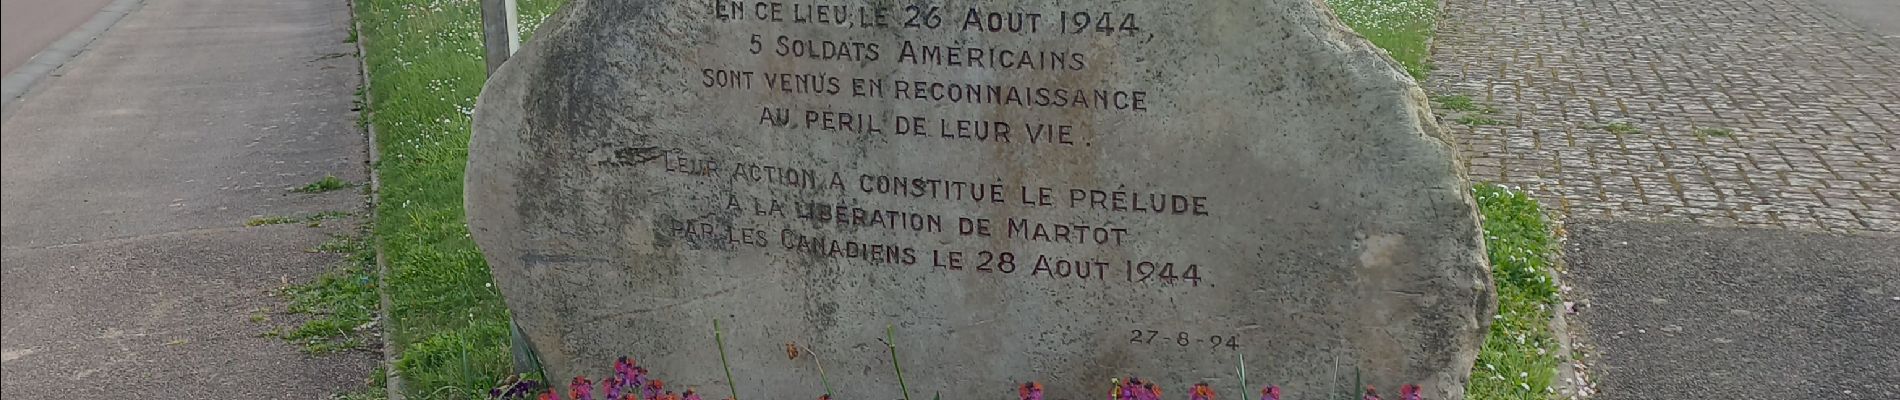 EN CE LIEU, LE 26 AOUT 1944,
5 SOLDATS AMÉRICAINS
SONT VENUS EN RECONNAISSANCE
AU PÉRIL DE LEUR VIE.
LEUR ACTION A CONSTITUÉ LE PRÉLUDE
A LA LIBÉRATION DE MARTOT
PAR LES CANADIENS LE 28 AOUT 1944.
27-8-94